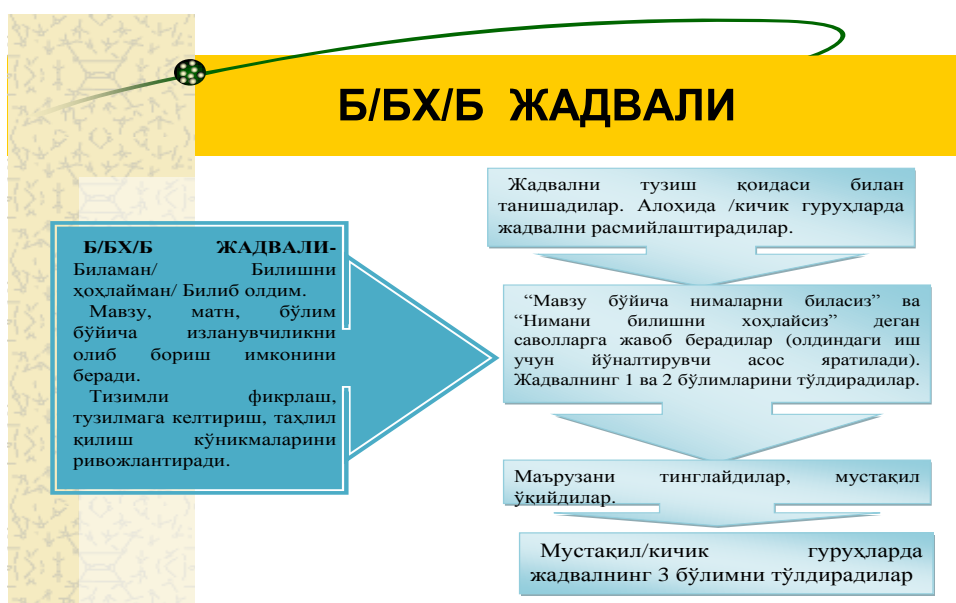 Б/БХ/Б ЖАДВАЛИ
Б/БХ/Б ЖАДВАЛИ-
Биламан/ Билишни
ҳоҳлайман/ Билиб олдим.
Мавзу, матн, бўлим
бўйича изланувчиликни
олиб бориш имконини
беради.
Тизимли фикрлаш,
тузилмага келтириш, таҳлил
қилиш кўникмаларини
ривожлантиради.
Жадвални тузиш қоидаси билан
танишадилар. Алоҳида /кичик гуруҳларда
жадвални расмийлаштирадилар.
“Мавзу бўйича нималарни биласиз” ва
“Нимани билишни хоҳлайсиз” деган
саволларга жавоб берадилар (олдиндаги иш
учун йўналтирувчи асос яратилади).
Жадвалнинг 1 ва 2 бўлимларини тўлдирадилар.
Маърузани тинглайдилар, мустақил
ўқийдилар.
Мустақил/кичик гуруҳларда
жадвалнинг 3 бўлимни тўлдирадилар